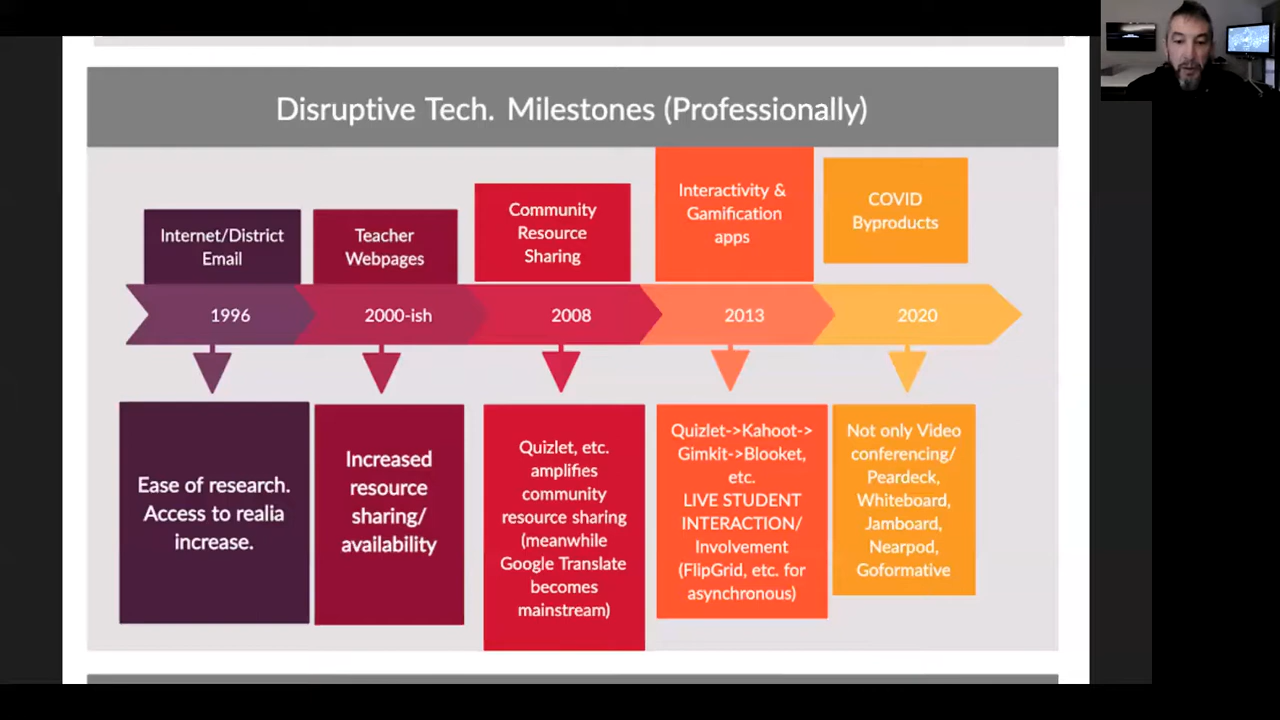 Disruptive Tech. Milestones (Professionally)
Internet/District
Email
Teacher
Webpages
Community
Resource
Sharing
Interactivity &
Gamification
apps
COVID
Byproducts
1996
2000-ish
2008
2013
2020
Ease of research.
Access to realia
increase.
Increased
resource
sharing/
availability
Quizlet, etc.
amplifies
community
resource sharing
(meanwhile
Google Translate
becomes
mainstream)
Quizlet->Kahoot->
Gimkit->Blooket,
etc.
LIVE STUDENT
INTERACTION/
Involvement
(FlipGrid, etc. for
asynchronous)
Not only Video
conferencing/
Peardeck,
Whiteboard,
Jamboard,
Nearpod,
Goformative